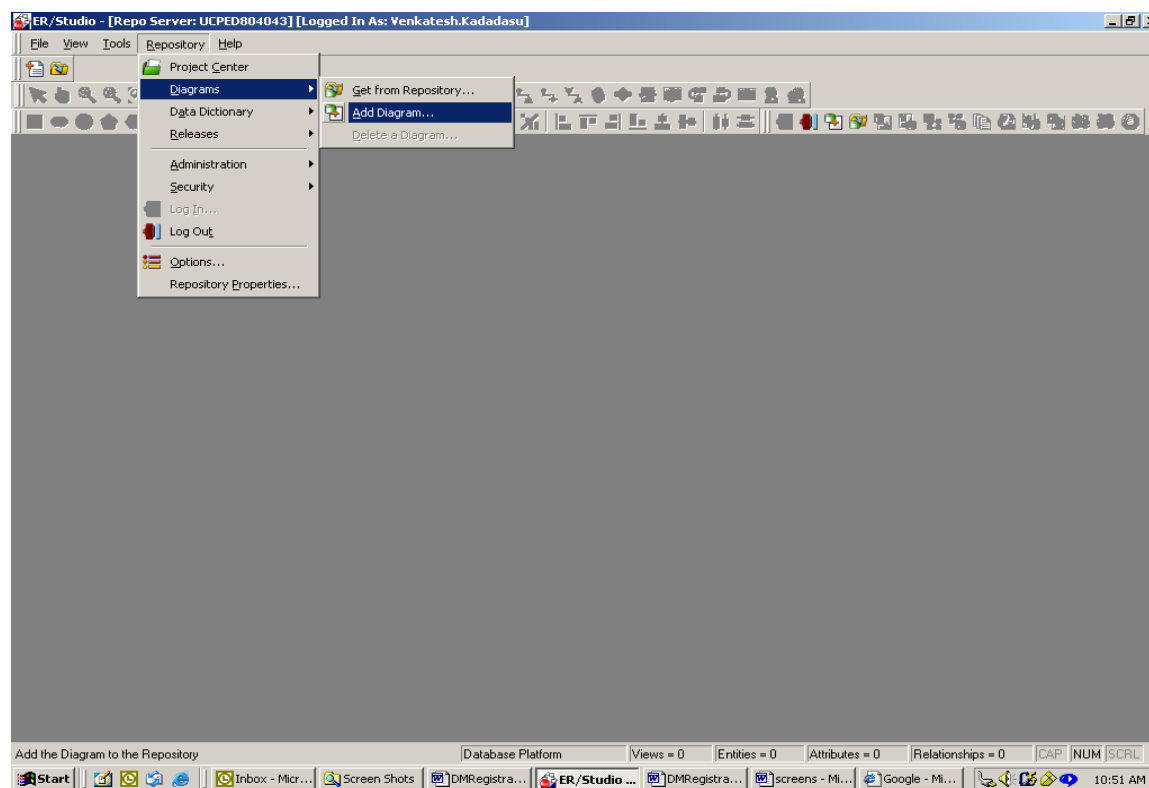 ER/Studio - [Repo Server: UCPED804043] [Logged In As: Venkatesh.Kadadasu]
File View Tools Repository Help
Project Center
Diagrams
Get from Repository...
Data Dictionary
Add Diagram...
Releases
Delete a Diagram...
Administration
Security
Log In...
Log Out
Options...
Repository Properties...
Add the Diagram to the Repository Database Platform Views = 0 Entities = 0 Attributes = 0 Relationships = 0 CAP NUM SCRL
Start Inbox - Micr... Screen Shots DMRegistra... ER/Studio ... DMRegistra... screens - Mi... Google - Mi... 10:51 AM